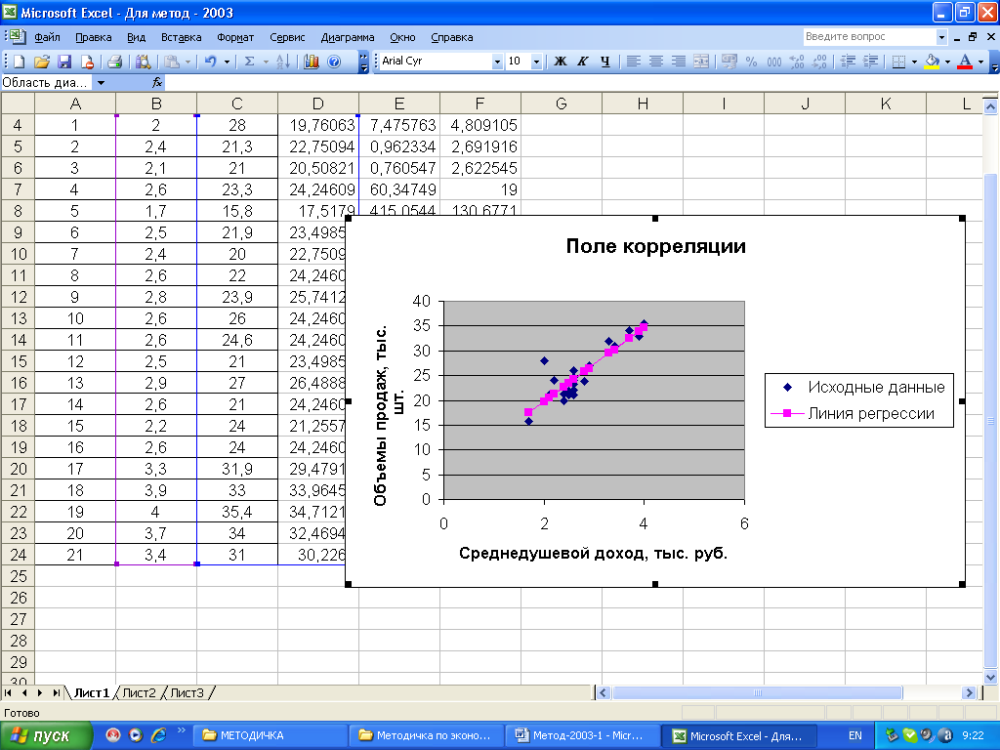 Microsoft Excel - Для метод - 2003
Файл Правка Вид Вставка Формат Сервис Диаграмма Окно Справка Введите вопрос
Arial Cyr 10 Ж К Ч
Область диа... fx
A B C D E F G H I J K L
4 1 2 28 19,76063 7,475763 4,809105
5 2 2,4 21,3 22,75094 0,962334 2,691916
6 3 2,1 21 20,50821 0,760547 2,622545
7 4 2,6 23,3 24,24609 60,34749 19
8 5 1,7 15,8 17,5179 415,0544 130,6771
9 6 2,5 21,9 23,4985
10 7 2,4 20 22,7509
11 8 2,6 22 24,2460
12 9 2,8 23,9 25,7412
13 10 2,6 26 24,2460
14 11 2,6 24,6 24,2460
15 12 2,5 21 23,4985
16 13 2,9 27 26,4888
17 14 2,6 21 24,2460
18 15 2,2 24 21,2557
19 16 2,6 24 24,2460
20 17 3,3 31,9 29,4791
21 18 3,9 33 33,9645
22 19 4 35,4 34,7121
23 20 3,7 34 32,4694
24 21 3,4 31 30,226
25
26
27
28
29
30
Поле корреляции
Объемы продаж, тыс.
шт.
40
35
30
25
20
15
10
5
0
0 2 4 6
Среднедушевой доход, тыс. руб.
Исходные данные
Линия регрессии
Лист1 Лист2 Лист3
Готово
пуск МЕТОДИЧКА Методичка по эконо... Метод-2003-1 - Micr... Microsoft Excel - Для... EN 9:22